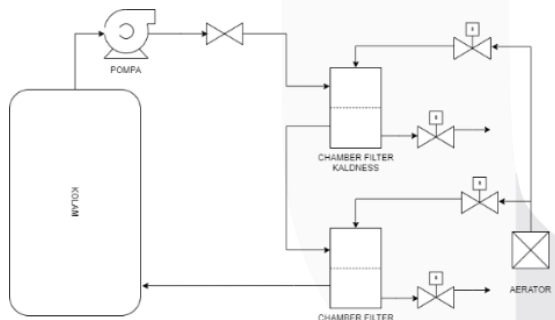 POMPA
KOLAM
CHAMBER FILTER
KALDNESS
CHAMBER FILTER
AERATOR